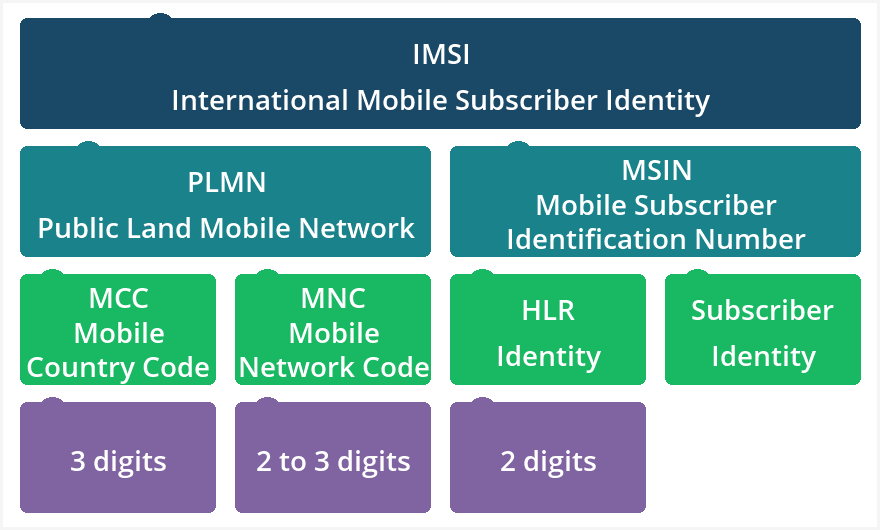 IMSI
International Mobile Subscriber Identity
PLMN
Public Land Mobile Network
MSIN
Mobile Subscriber
Identification Number
MCC
Mobile
Country Code
MNC
Mobile
Network Code
HLR
Identity
Subscriber
Identity
3 digits
2 to 3 digits
2 digits